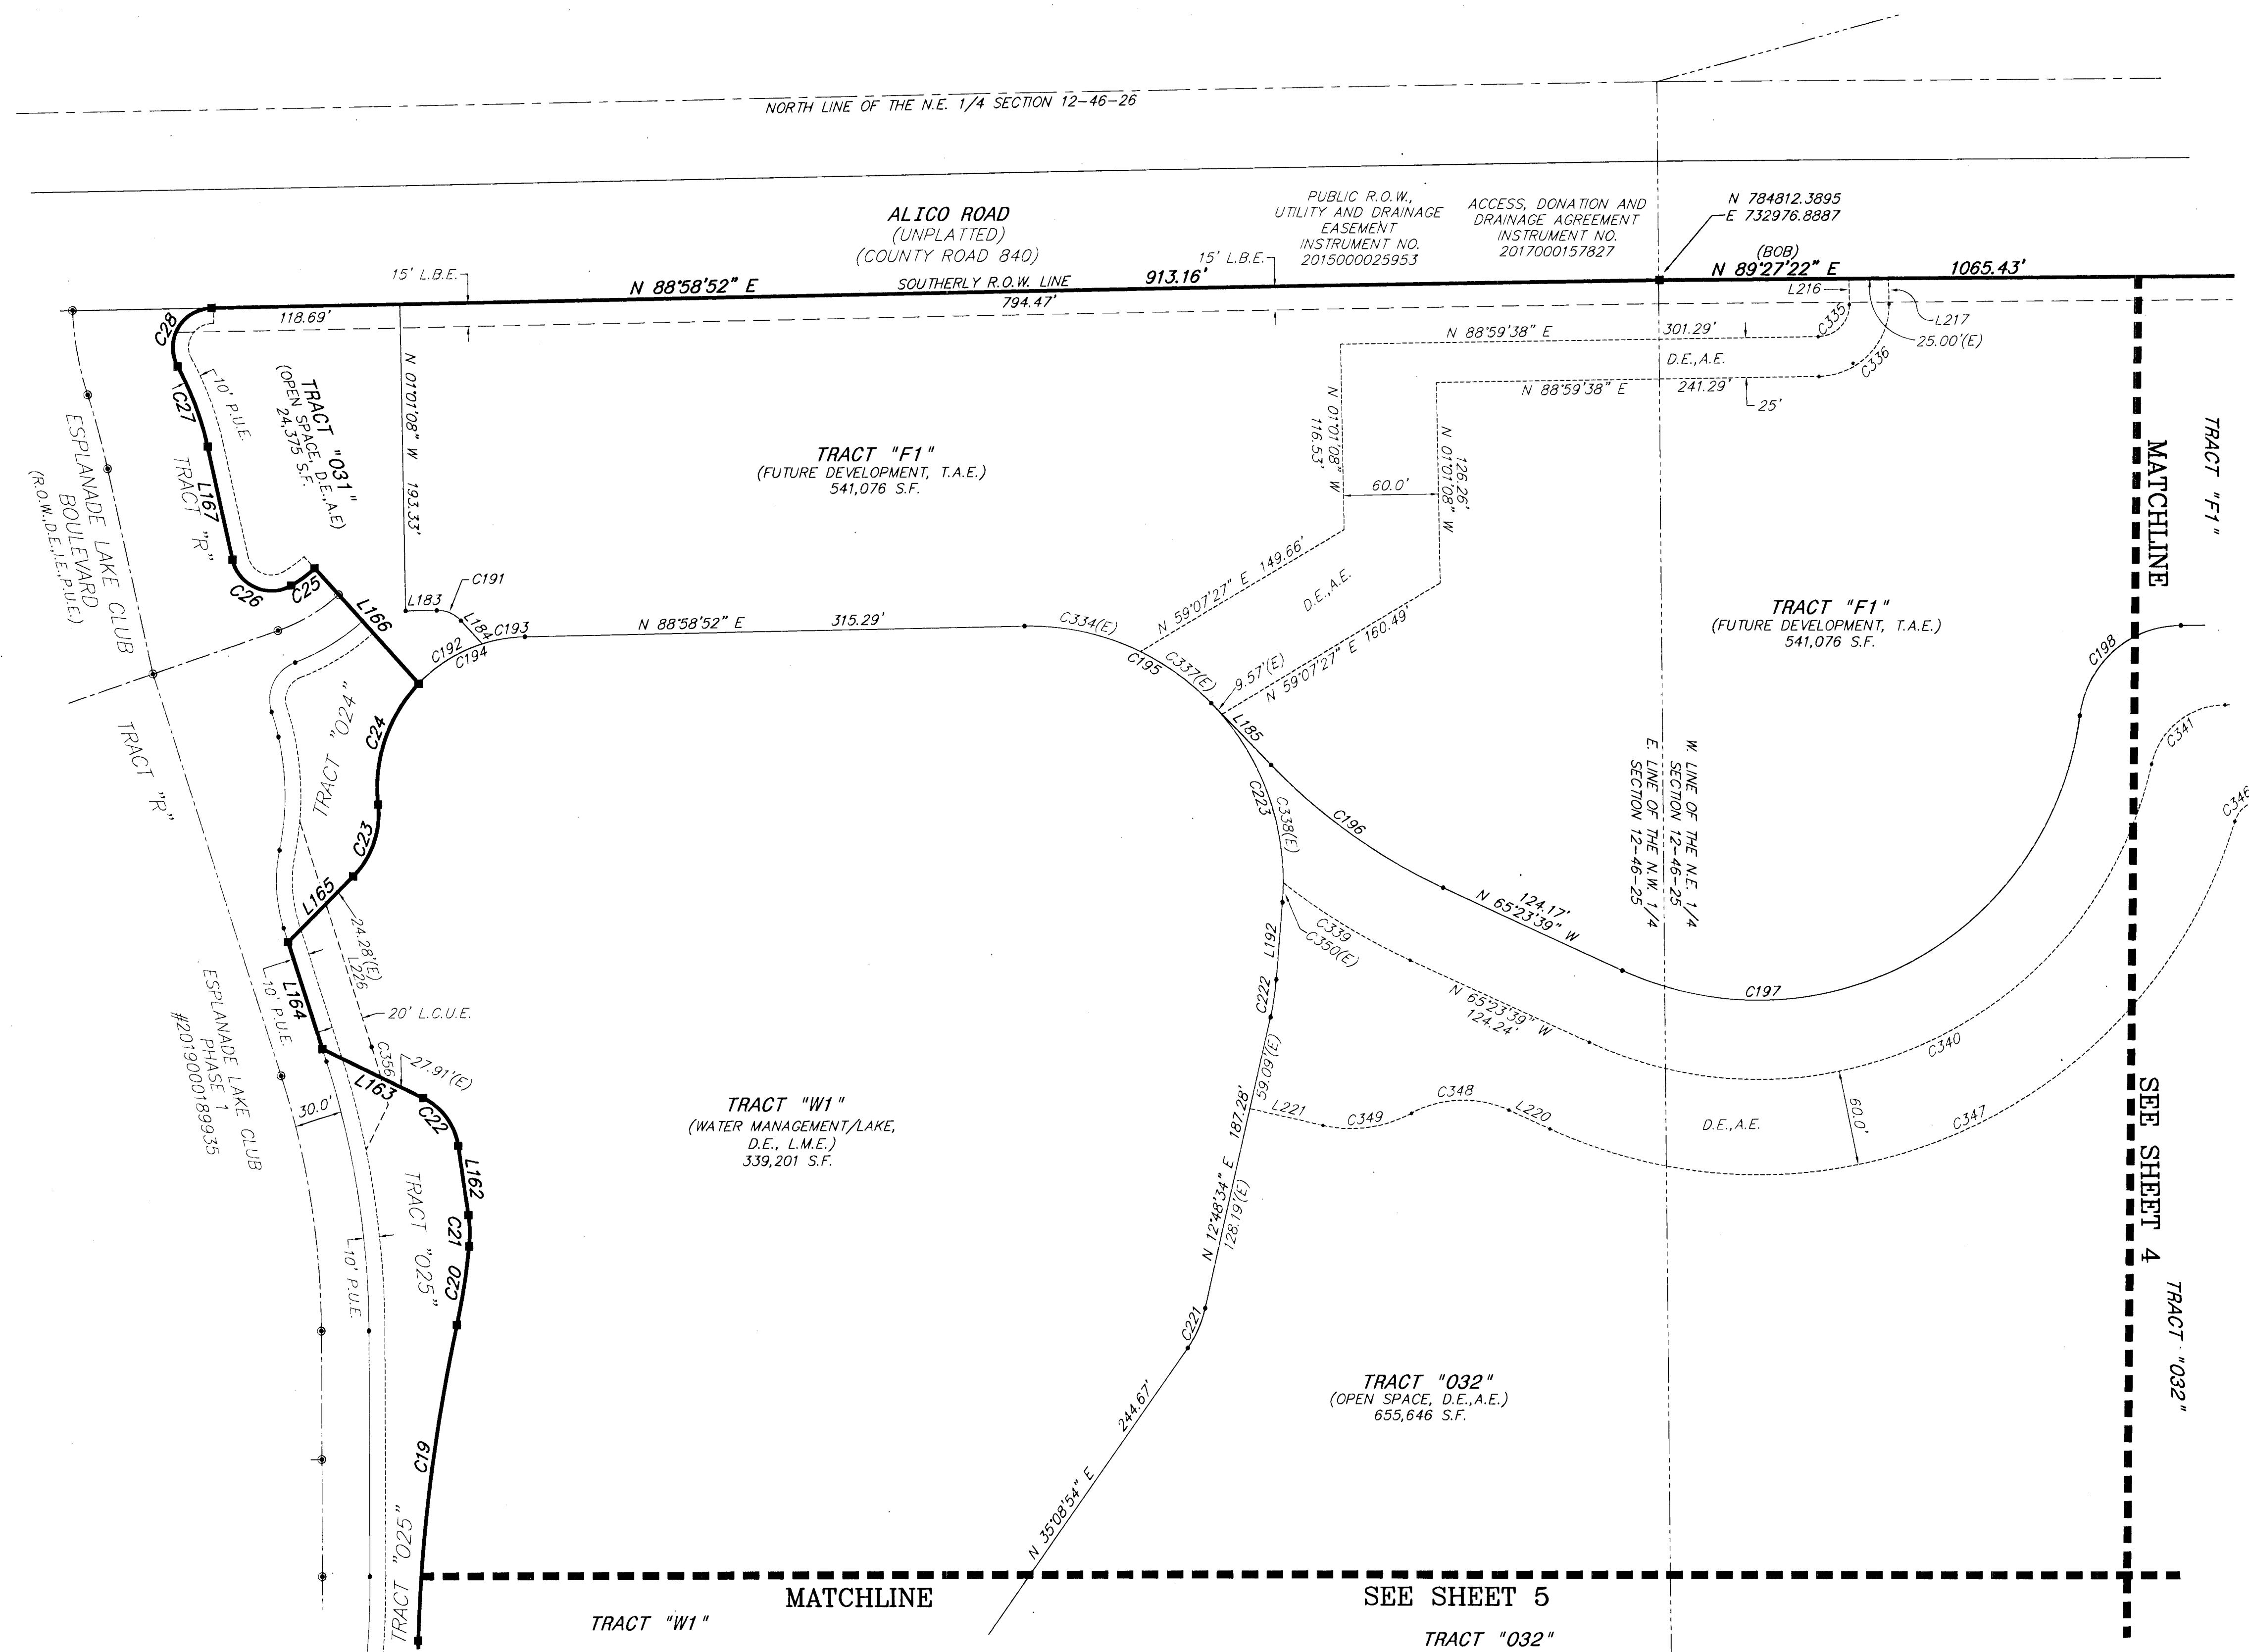 NORTH LINE OF THE N.E. 1/4 SECTION 12-46-26
ALICO ROAD
(UNPLATTED)
(COUNTY ROAD 840)
PUBLIC R.O.W.,
UTILITY AND DRAINAGE
EASEMENT
INSTRUMENT NO.
2015000025953
ACCESS, DONATION AND
DRAINAGE AGREEMENT
INSTRUMENT NO.
2017000157827
N 784812.3895
E 732976.8887
(BOB)
N 89°27'22" E
1065.43'
15' L.B.E.
15' L.B.E.
N 88°58'52" E
SOUTHERLY R.O.W. LINE
913.16'
118.69'
794.47'
L216
L217
25.00'(E)
C335
C336
N 88°59'38" E
301.29'
D.E.,A.E.
N 88°59'38" E
241.29'
25'
C28
C27
L167
C26
C25
L166
10' P.U.E.
TRACT "031"
(OPEN SPACE, D.E.,A.E)
24,375 S.F.
TRACT "R"
ESPLANADE LAKE CLUB
BOULEVARD
(R.O.W.,D.E.,I.E.,P.U.E.)
N 01°01'08" W 193.33'
TRACT "F1"
(FUTURE DEVELOPMENT, T.A.E.)
541,076 S.F.
N 01°01'08" W
116.53'
60.0'
126.26'
N 01°01'08" W
N 59°07'27" E 149.66'
D.E.,A.E.
N 59°07'27" E 160.49'
9.57'(E)
TRACT "F1"
MATCHLINE
TRACT "F1"
(FUTURE DEVELOPMENT, T.A.E.)
541,076 S.F.
L183
C191
L184
C192
C193
C194
N 88°58'52" E
315.29'
C334(E)
C195
C337(E)
L185
C223
C338(E)
C196
C198
C341
C346
W. LINE OF THE N.E. 1/4
SECTION 12-46-25
E. LINE OF THE N.W. 1/4
SECTION 12-46-25
124.17'
N 65°23'39" W
C197
C24
C23
L165
TRACT "024"
TRACT "R"
24.28'(E)
L226
20' L.C.U.E.
L164
10' P.U.E.
C356
27.91'(E)
L163
C22
30.0'
ESPLANADE LAKE CLUB
PHASE 1
#2019000189935
L192
C339
C350(E)
C222
N 65°23'39" W
124.24'
C340
C347
60.0'
D.E.,A.E.
C348
L220
C349
L221
59.09'(E)
187.28'
N 12°48'34" E
128.19'(E)
TRACT "W1"
(WATER MANAGEMENT/LAKE,
D.E., L.M.E.)
339,201 S.F.
L162
C21
C20
C19
TRACT "025"
10' P.U.E.
TRACT "025"
C221
244.67'
N 35°08'54" E
TRACT "032"
(OPEN SPACE, D.E.,A.E.)
655,646 S.F.
SEE SHEET 4
TRACT "032"
MATCHLINE
SEE SHEET 5
TRACT "W1"
TRACT "032"